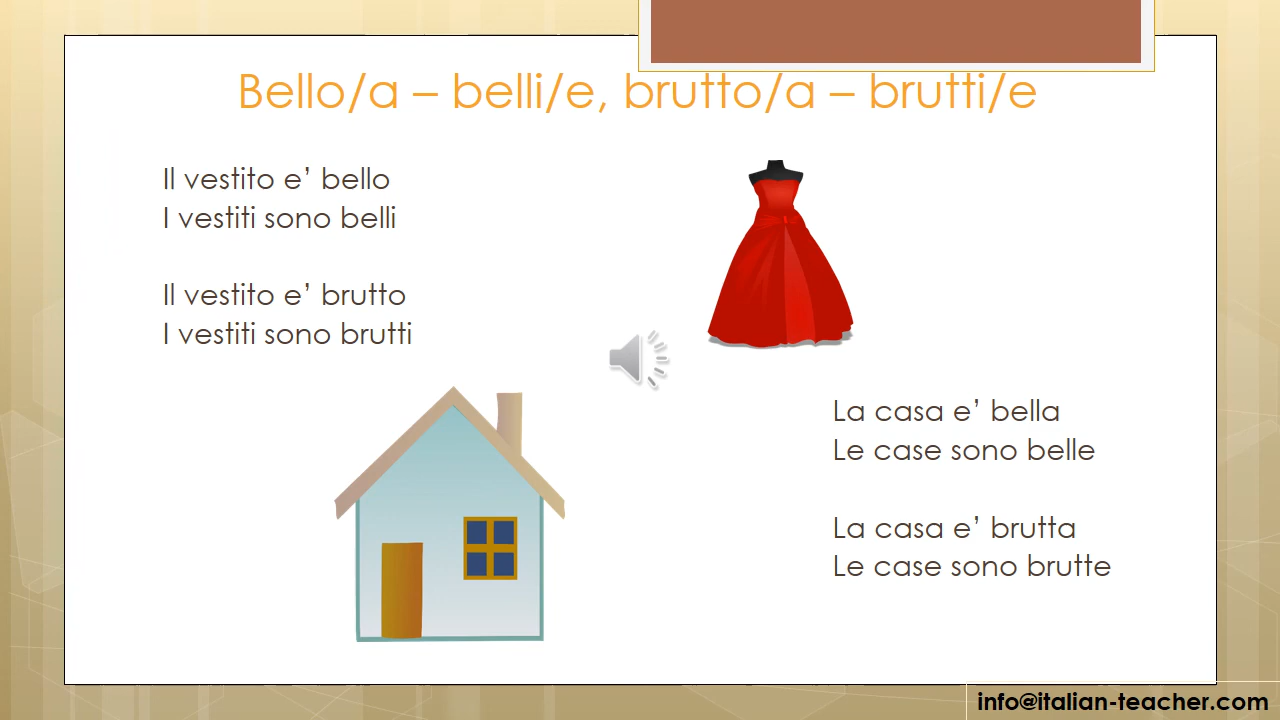 Bello/a – belli/e, brutto/a – brutti/e
Il vestito e’ bello
I vestiti sono belli
Il vestito e’ brutto
I vestiti sono brutti
La casa e’ bella
Le case sono belle
La casa e’ brutta
Le case sono brutte
info@italian-teacher.com